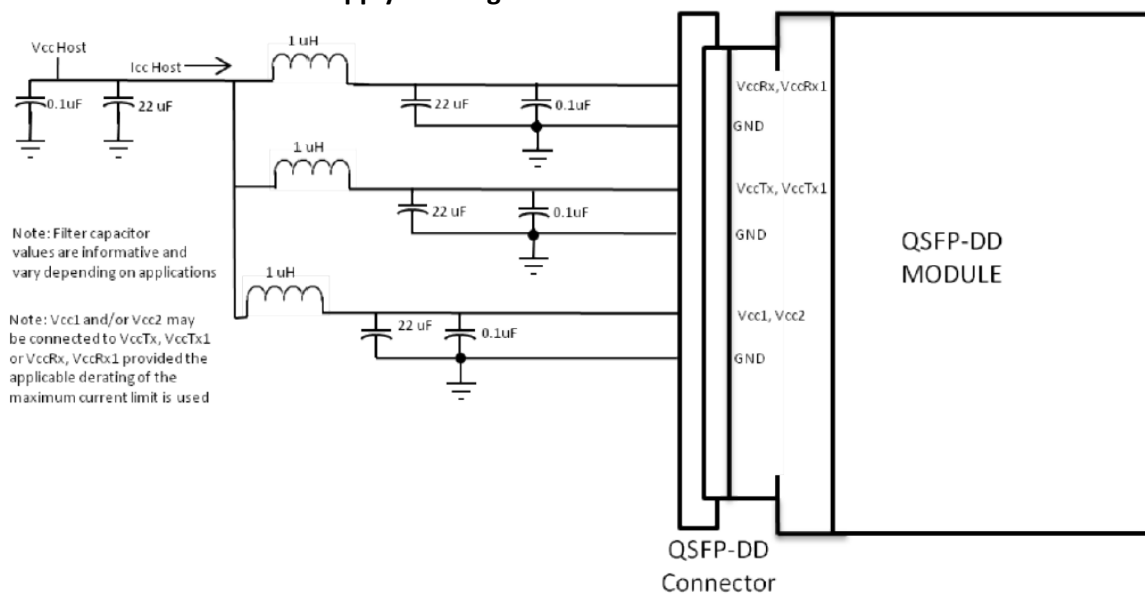 Vcc Host
Icc Host
0.1uF
22 uF
1 uH
22 uF
0.1uF
VccRx, VccRx1
GND
1 uH
22 uF
0.1uF
VccTx, VccTx1
GND
Note: Filter capacitor
values are informative and
vary depending on applications
1 uH
22 uF
0.1uF
Vcc1, Vcc2
GND
Note: Vcc1 and/or Vcc2 may
be connected to VccTx, VccTx1
or VccRx, VccRx1 provided the
applicable derating of the
maximum current limit is used
QSFP-DD
MODULE
QSFP-DD
Connector